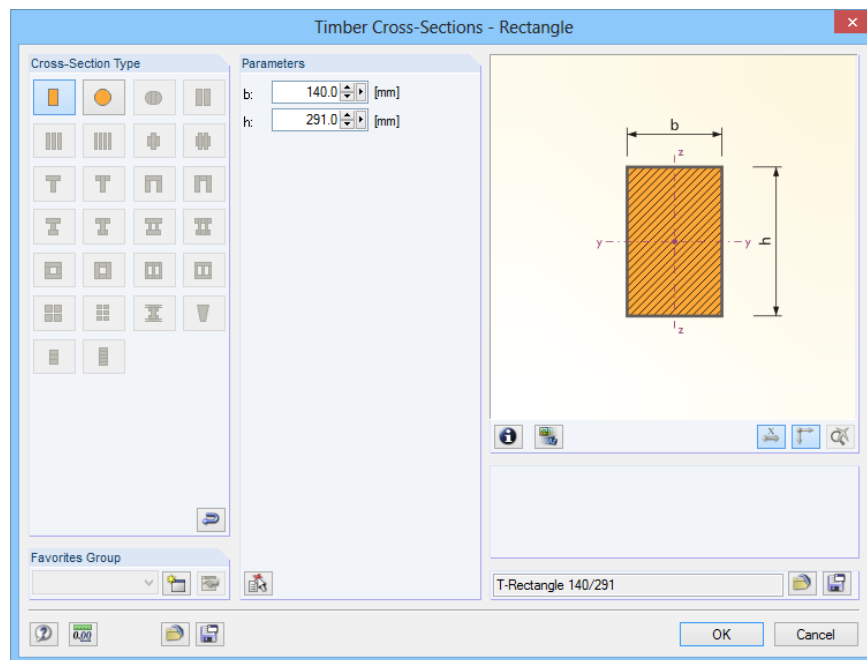 Timber Cross-Sections - Rectangle
Cross-Section Type
Parameters
b: 140.0 [mm]
h: 291.0 [mm]
b
z
y y
h
z
x
Favorites Group
T-Rectangle 140/291
0.00
OK Cancel